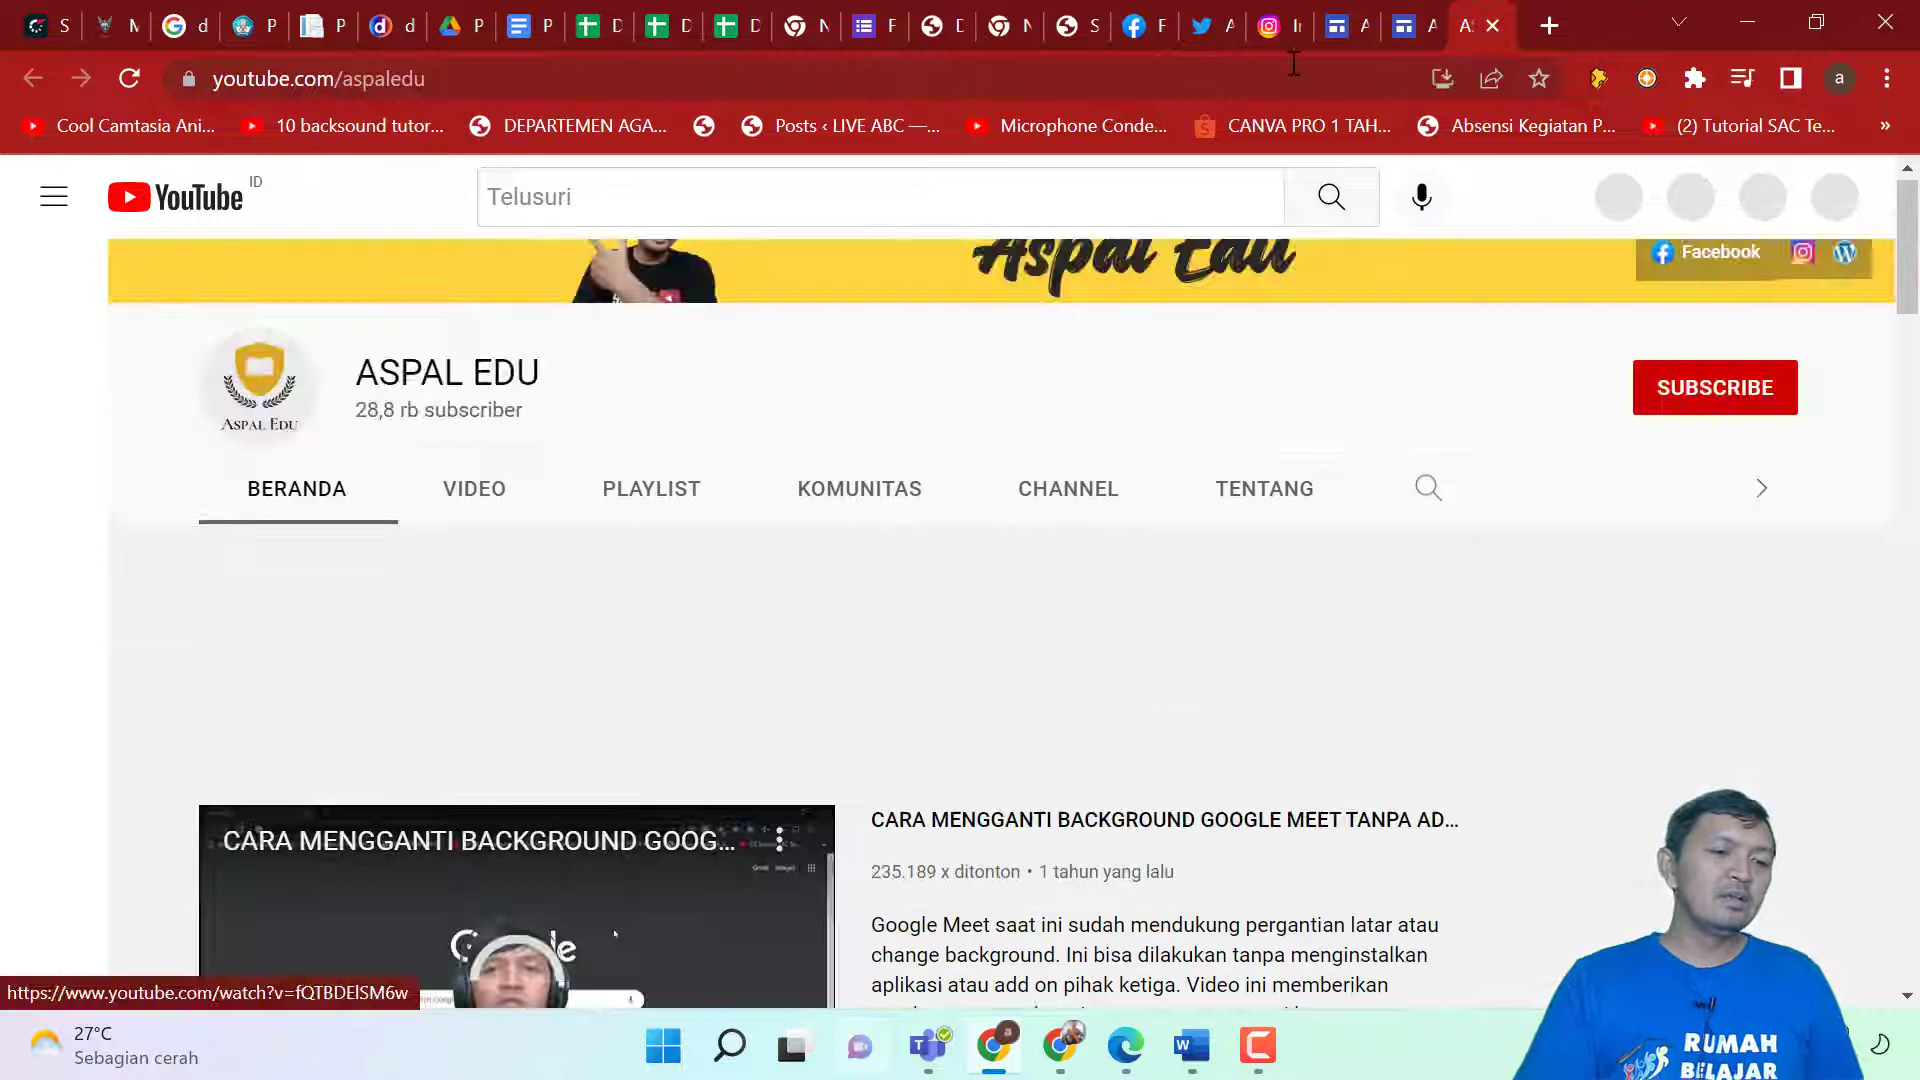 S M d P P d P P D D D N F D N S F A In A A A
youtube.com/aspaledu a
Cool Camtasia Ani... 10 backsound tutor... DEPARTEMEN AGA... Posts ‹ LIVE ABC —... Microphone Conde... CANVA PRO 1 TAH... Absensi Kegiatan P... (2) Tutorial SAC Te... »
YouTube ID Telusuri
Aspal Edu Facebook
ASPAL EDU
28,8 rb subscriber
SUBSCRIBE
ASPAL EDU
BERANDA VIDEO PLAYLIST KOMUNITAS CHANNEL TENTANG
CARA MENGGANTI BACKGROUND GOOG...
CARA MENGGANTI BACKGROUND GOOGLE MEET TANPA AD...
235.189 x ditonton • 1 tahun yang lalu
Google Meet saat ini sudah mendukung pergantian latar atau
change background. Ini bisa dilakukan tanpa menginstalkan
aplikasi atau add on pihak ketiga. Video ini memberikan
https://www.youtube.com/watch?v=fQTBDElSM6w
27°C
Sebagian cerah
RUMAH
BELAJAR